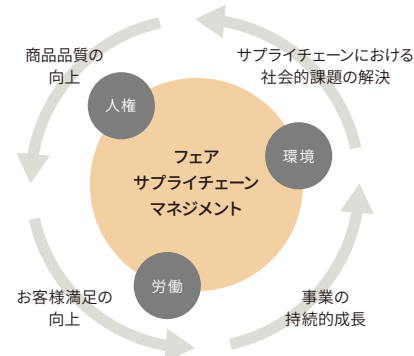 商品品質の
向上
サプライチェーンにおける
社会的課題の解決
人権
環境
フェア
サプライチェーン
マネジメント
労働
お客様満足の
向上
事業の
持続的成長